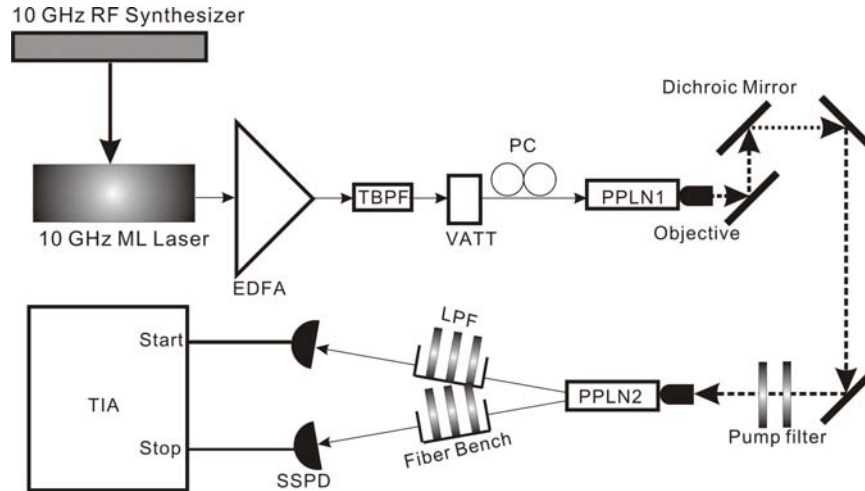 10 GHz RF Synthesizer
Dichroic Mirror
PC
TBPF
PPLN1
10 GHz ML Laser
VATT
Objective
EDFA
LPF
Start
TIA
PPLN2
Stop
Fiber Bench
Pump filter
SSPD